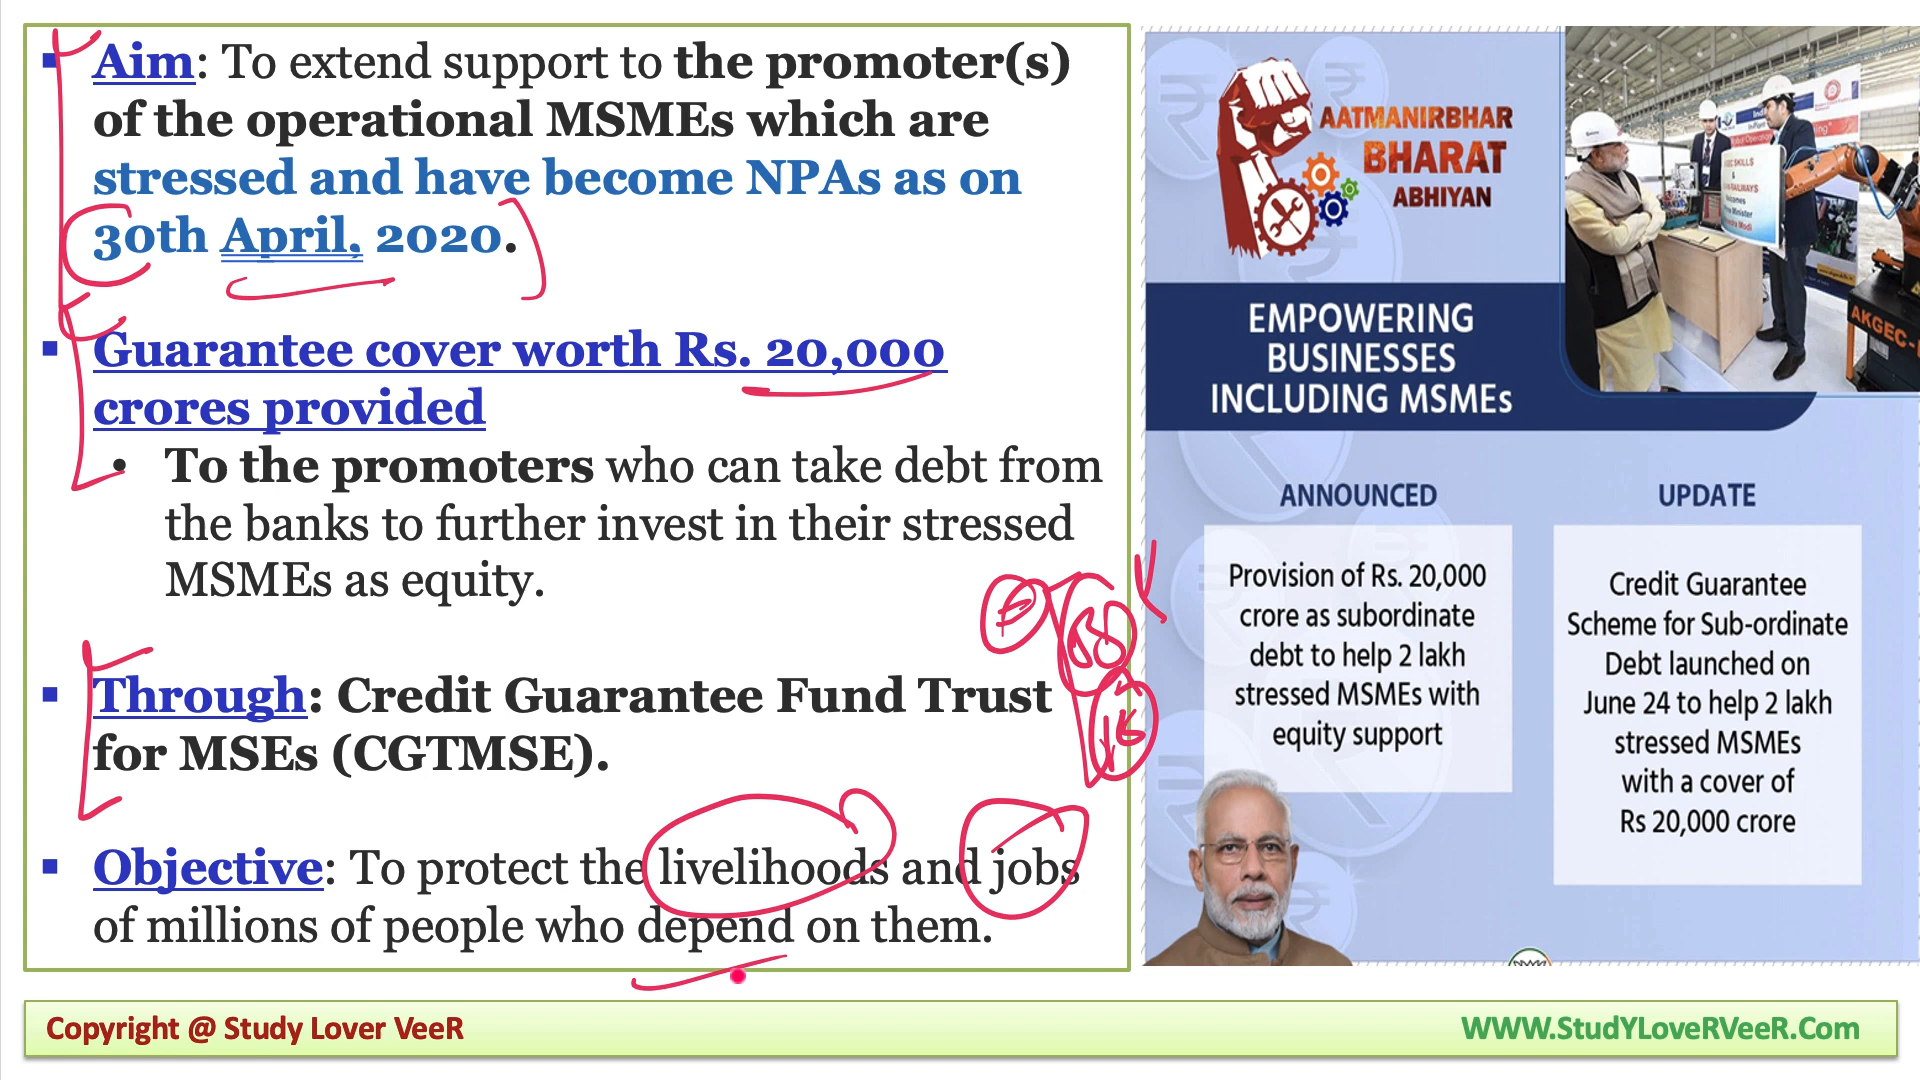 Aim: To extend support to the promoter(s)
of the operational MSMEs which are
stressed and have become NPAs as on
30th April, 2020.
Guarantee cover worth Rs. 20,000
crores provided
• To the promoters who can take debt from
the banks to further invest in their stressed
MSMEs as equity.
Through: Credit Guarantee Fund Trust
for MSEs (CGTMSE).
Objective: To protect the livelihoods and jobs
of millions of people who depend on them.
AATMANIRBHAR
BHARAT
ABHIYAN
AKGEC-
EMPOWERING
BUSINESSES
INCLUDING MSMEs
ANNOUNCED
Provision of Rs. 20,000
crore as subordinate
debt to help 2 lakh
stressed MSMEs with
equity support
UPDATE
Credit Guarantee
Scheme for Sub-ordinate
Debt launched on
June 24 to help 2 lakh
stressed MSMEs
with a cover of
Rs 20,000 crore
Copyright @ Study Lover VeeR
WWW.StudYLoveRVeeR.Com